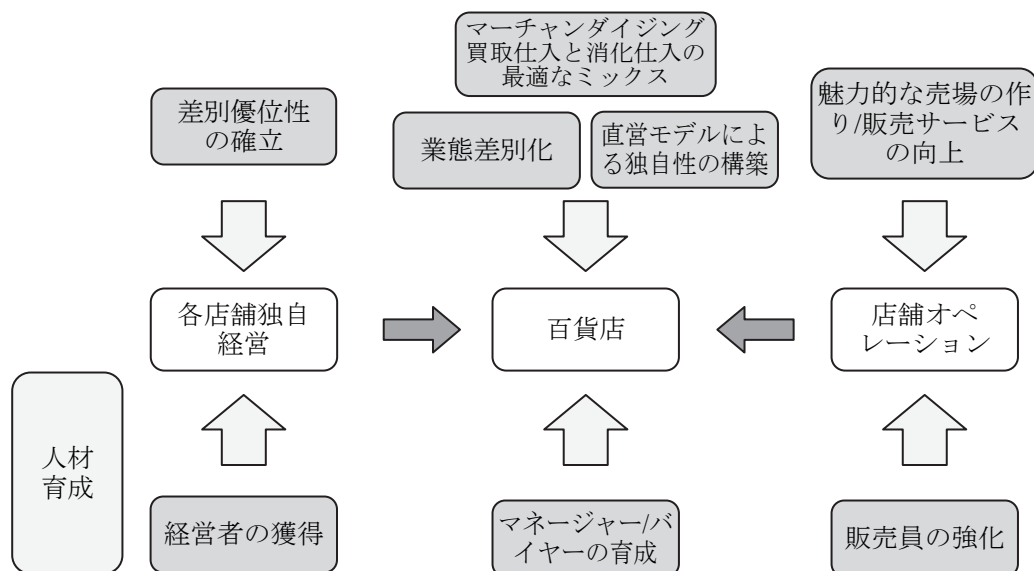 マーチャンダイジング
買取仕入と消化仕入の
最適なミックス
差別優位性
の確立
業態差別化
直営モデルによ
る独自性の構築
魅力的な売場の作
り/販売サービス
の向上
各店舗独自
経営
百貨店
店舗オペ
レーション
人材
育成
経営者の獲得
マネージャー/バ
イヤーの育成
販売員の強化